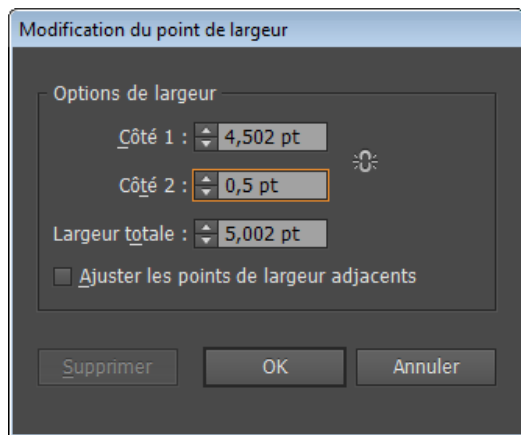 Modification du point de largeur
Options de largeur
Côté 1 : 4,502 pt
Côté 2 : 0,5 pt
Largeur totale : 5,002 pt
Ajuster les points de largeur adjacents
Supprimer OK Annuler